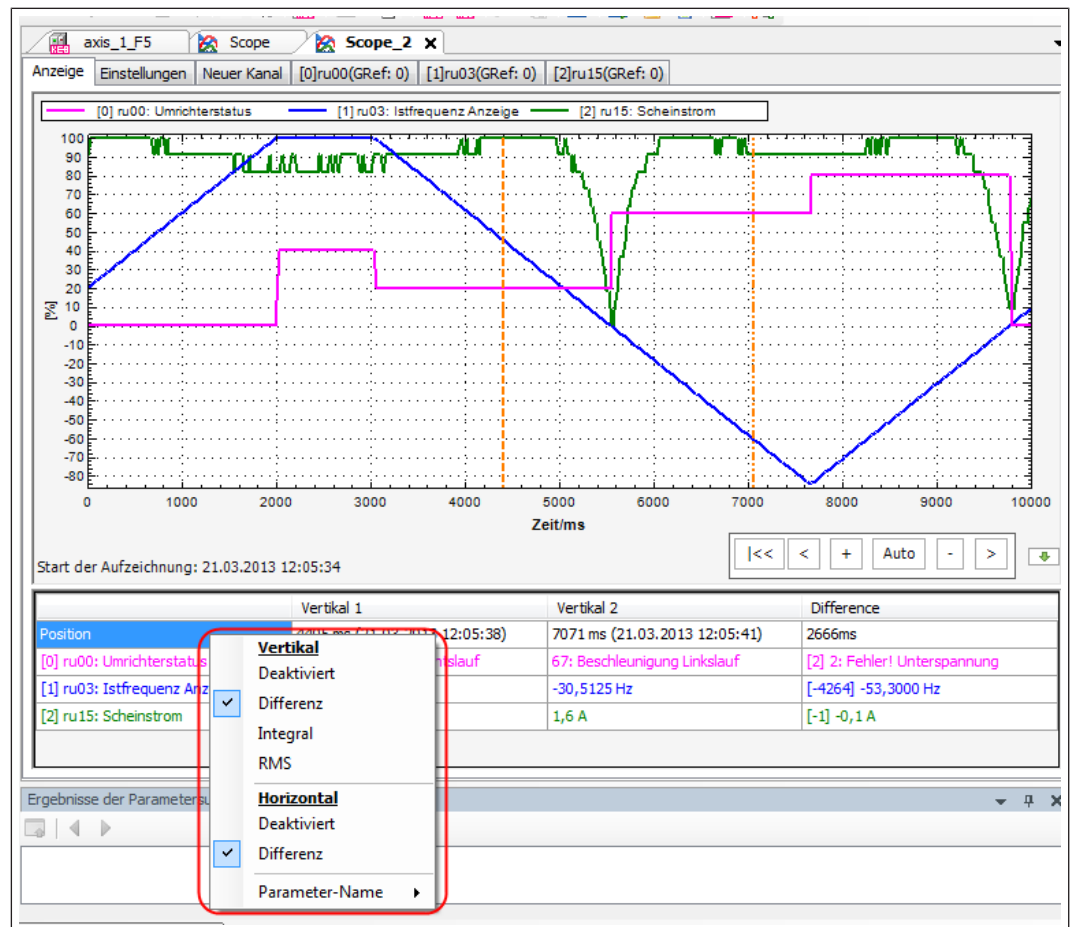 KEB axis_1_F5 Scope Scope_2 x
Anzeige Einstellungen Neuer Kanal [0]ru00(GRef: 0) [1]ru03(GRef: 0) [2]ru15(GRef: 0)
[0] ru00: Umrichterstatus [1] ru03: Istfrequenz Anzeige [2] ru15: Scheinstrom
100
90
80
70
60
50
40
30
20
10
0
-10
-20
-30
-40
-50
-60
-70
-80
[%]
0 1000 2000 3000 4000 5000 6000 7000 8000 9000 10000
Zeit/ms
|<< < + Auto - >
Start der Aufzeichnung: 21.03.2013 12:05:34
Vertikal 1 Vertikal 2 Difference
Position 12:05:38) 7071 ms (21.03.2013 12:05:41) 2666ms
[0] ru00: Umrichterstatus 67: Beschleunigung Linkslauf [2] 2: Fehler! Unterspannung
[1] ru03: Istfrequenz -30,5125 Hz [-4264] -53,3000 Hz
[2] ru15: Scheinstrom 1,6 A [-1] -0,1 A
Vertikal
Deaktiviert
Differenz
Integral
RMS
Horizontal
Deaktiviert
Differenz
Parameter-Name
Ergebnisse der